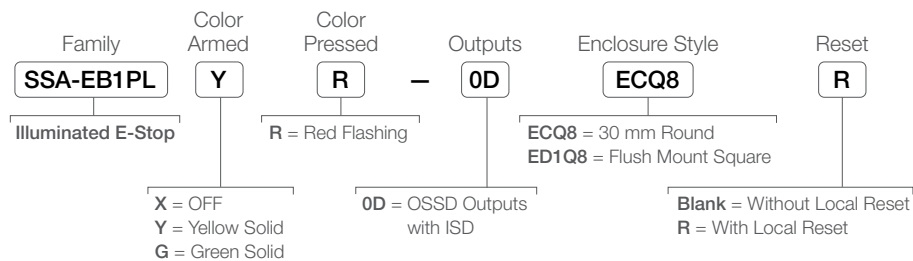 Family
Color Armed
Color Pressed
Outputs
Enclosure Style
Reset
SSA-EB1PL
Y
R
–
0D
ECQ8
R
Illuminated E-Stop
R = Red Flashing
ECQ8 = 30 mm Round
ED1Q8 = Flush Mount Square
X = OFF
Y = Yellow Solid
G = Green Solid
0D = OSSD Outputs
with ISD
Blank = Without Local Reset
R = With Local Reset